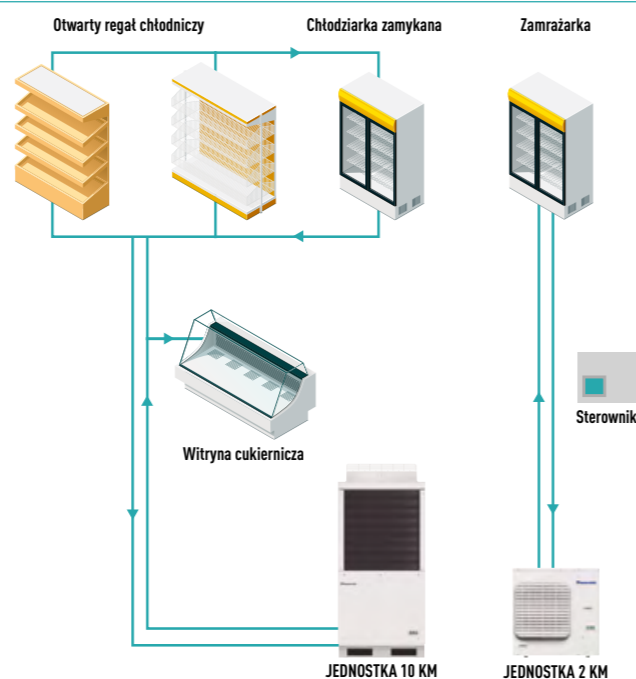 Otwarty regał chłodniczy
Chłodziarka zamykana
Zamrażarka
Sterownik
Witryna cukiernicza
JEDNOSTKA 10 KM
JEDNOSTKA 2 KM